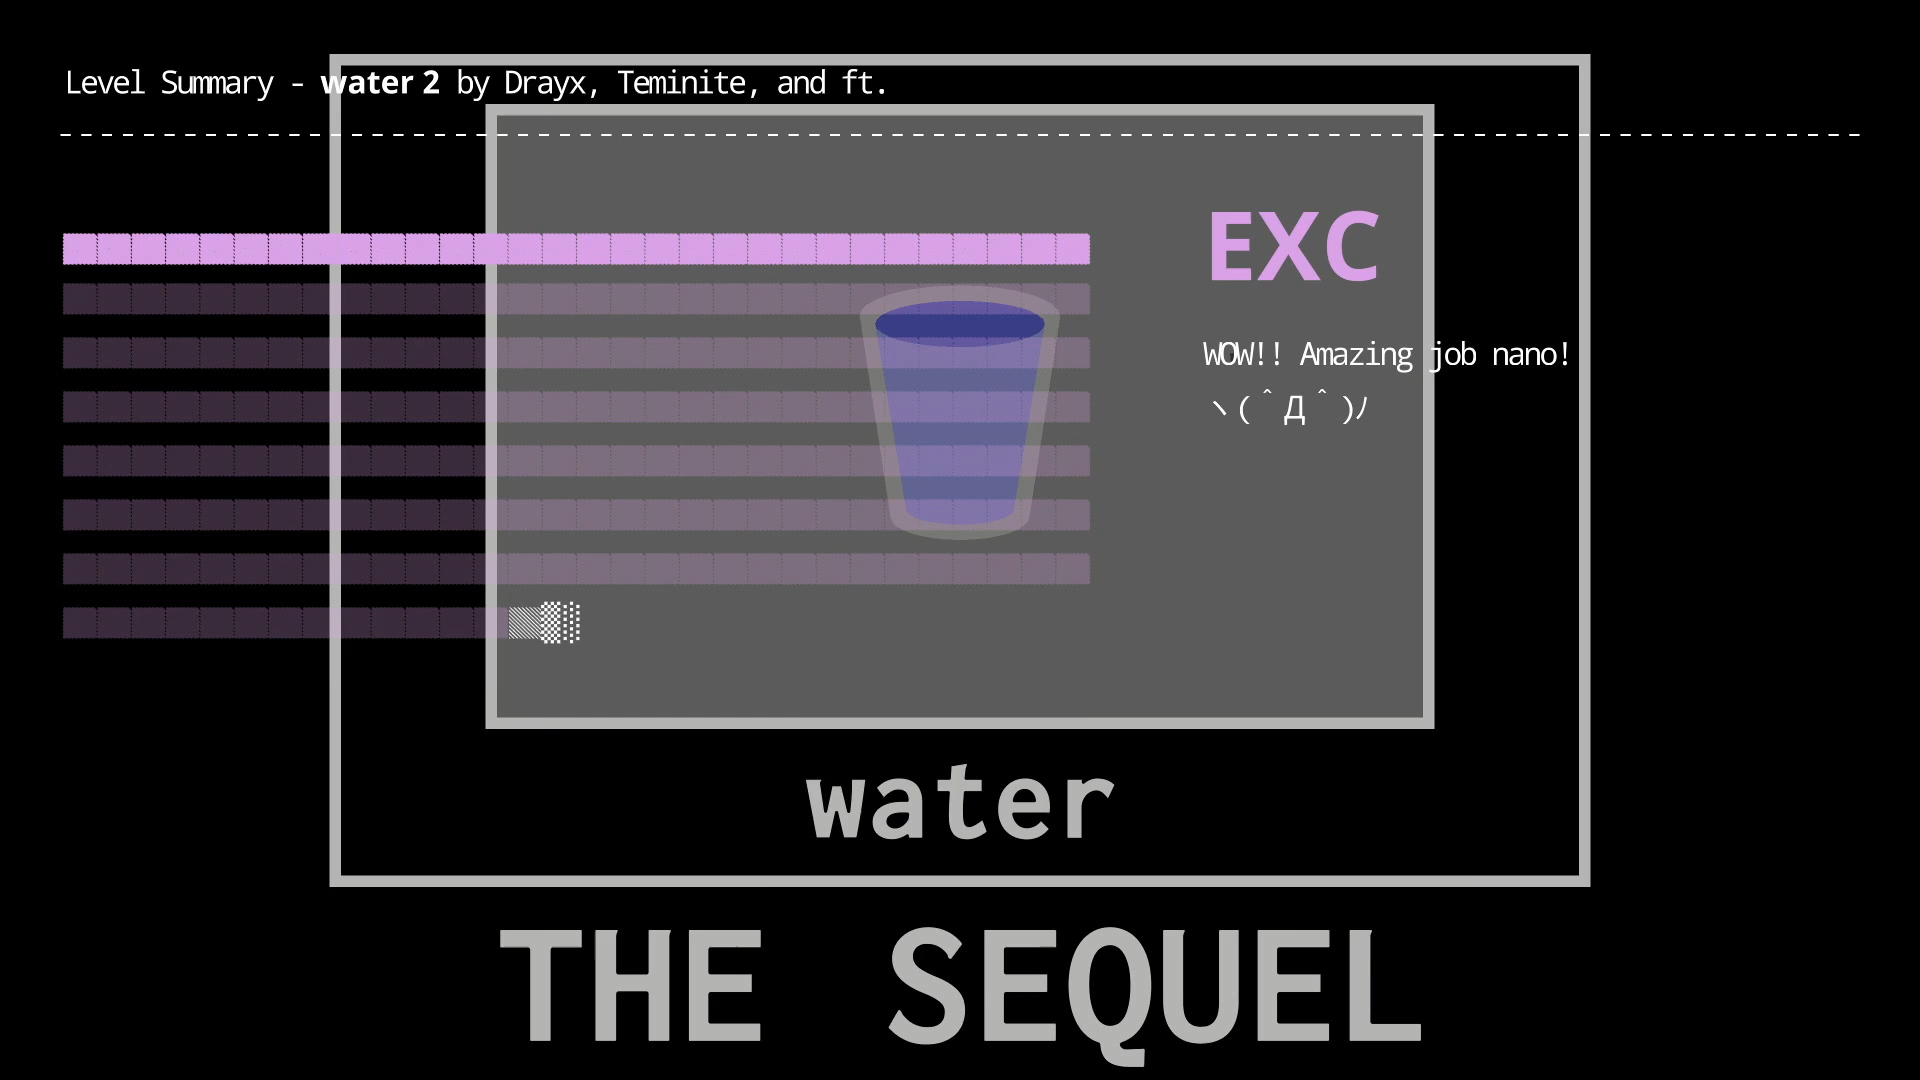 Level Summary - water 2 by Drayx, Teminite, and ft.
EXC
WOW!! Amazing job nano!
ヽ( ＾Д＾ )ﾉ
water
THE SEQUEL